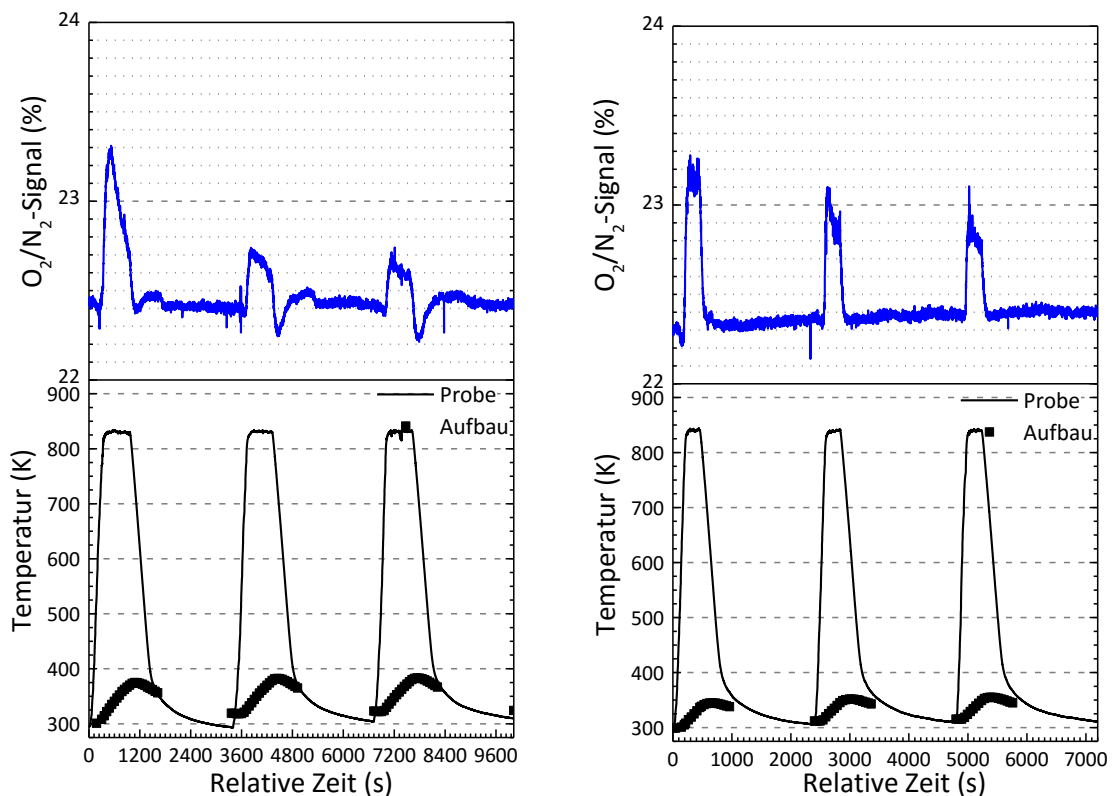 24
23
22
O₂/N₂-Signal (%)
900
800
700
600
500
400
300
Temperatur (K)
Probe
Aufbau
0 1200 2400 3600 4800 6000 7200 8400 9600
Relative Zeit (s)
24
23
22
O₂/N₂-Signal (%)
900
800
700
600
500
400
300
Temperatur (K)
Probe
Aufbau
0 1000 2000 3000 4000 5000 6000 7000
Relative Zeit (s)